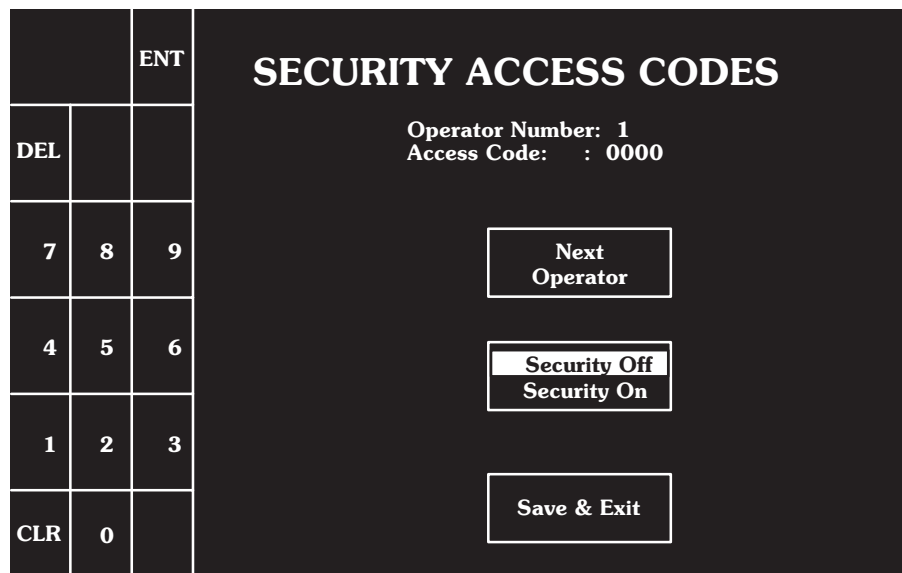 ENT
DEL
7 8 9
4 5 6
1 2 3
CLR 0
SECURITY ACCESS CODES
Operator Number: 1
Access Code: : 0000
Next
Operator
Security Off
Security On
Save & Exit